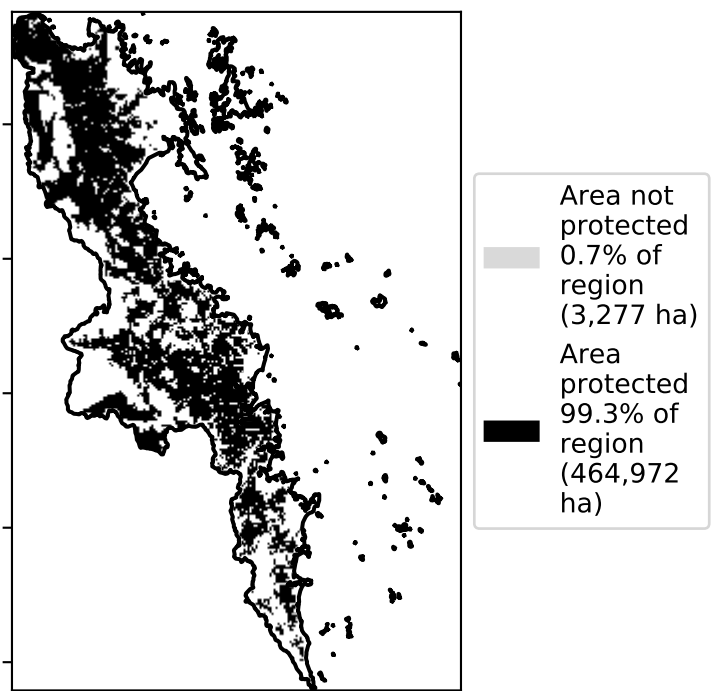 Area not
protected
0.7% of
region
(3,277 ha)
Area
protected
99.3% of
region
(464,972
ha)